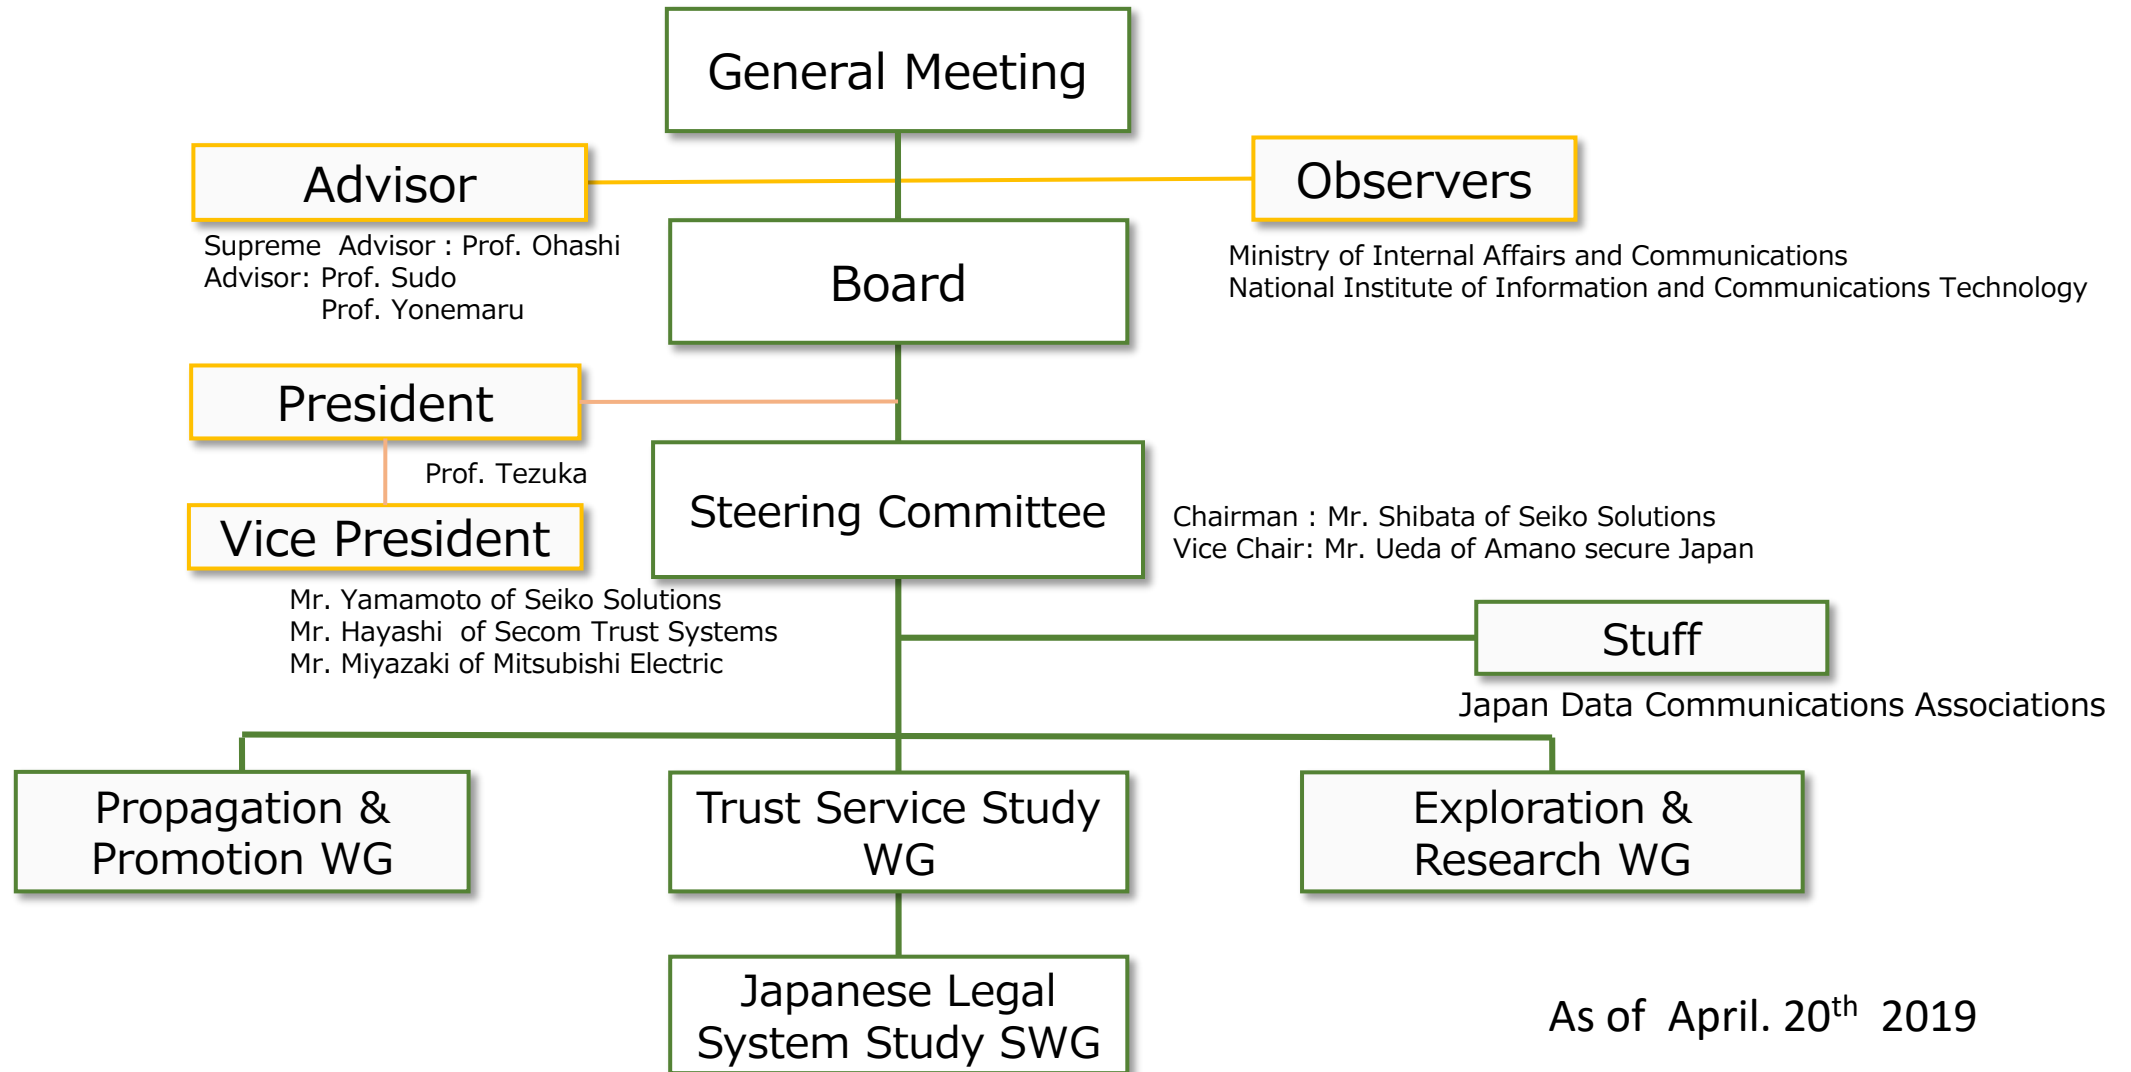 General Meeting
Advisor
Observers
Supreme Advisor : Prof. Ohashi
Advisor: Prof. Sudo
Prof. Yonemaru
Board
Ministry of Internal Affairs and Communications
National Institute of Information and Communications Technology
President
Prof. Tezuka
Vice President
Mr. Yamamoto of Seiko Solutions
Mr. Hayashi of Secom Trust Systems
Mr. Miyazaki of Mitsubishi Electric
Steering Committee
Chairman : Mr. Shibata of Seiko Solutions
Vice Chair: Mr. Ueda of Amano secure Japan
Stuff
Japan Data Communications Associations
Propagation &
Promotion WG
Trust Service Study
WG
Exploration &
Research WG
Japanese Legal
System Study SWG
As of April. 20th 2019